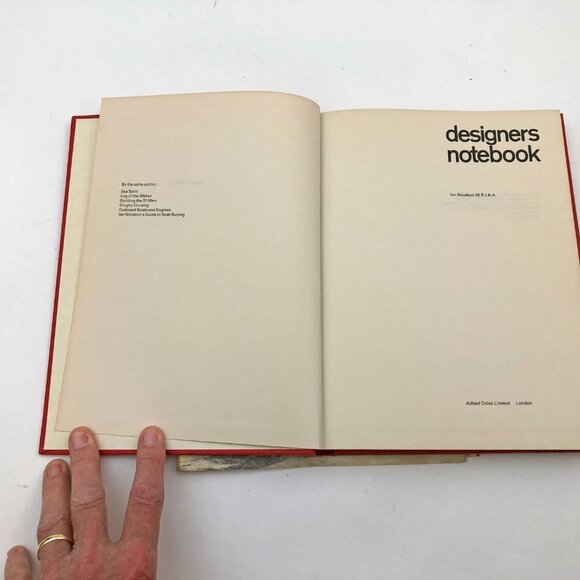 By the same author:
Sea Saint
Log of the Maken
Building the St Mary
Dinghy Cruising
Outboard Boats and Engines
Ian Nicolson's Guide to Boat Buying
designers
notebook
Ian Nicolson M.R.I.N.A.
Adlard Coles Limited London